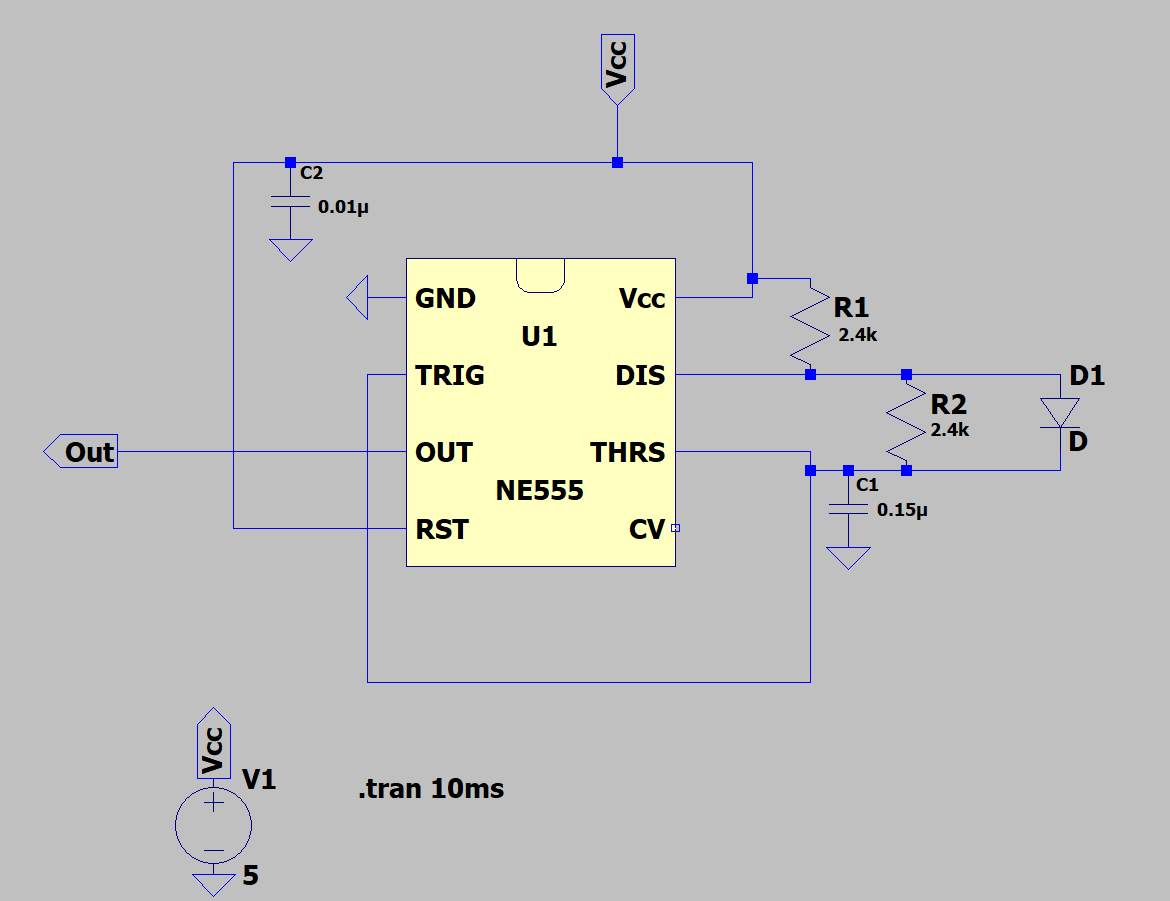 Vcc
C2
0.01µ
GND
Vcc
U1
R1
2.4k
TRIG
DIS
D1
R2
2.4k
Out
OUT
THRS
D
NE555
C1
0.15µ
RST
CV
Vcc
V1
.tran 10ms
5